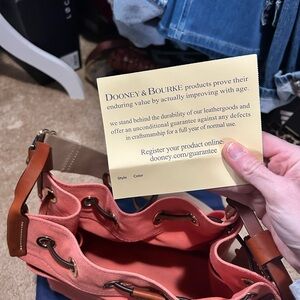 DOONEY & BOURKE products prove their
enduring value by actually improving with age.
we stand behind the durability of our leathergoods and
offer an unconditional guarantee against any defects
in craftsmanship for a full year of normal use.
Register your product online
dooney.com/guarantee
Style Color